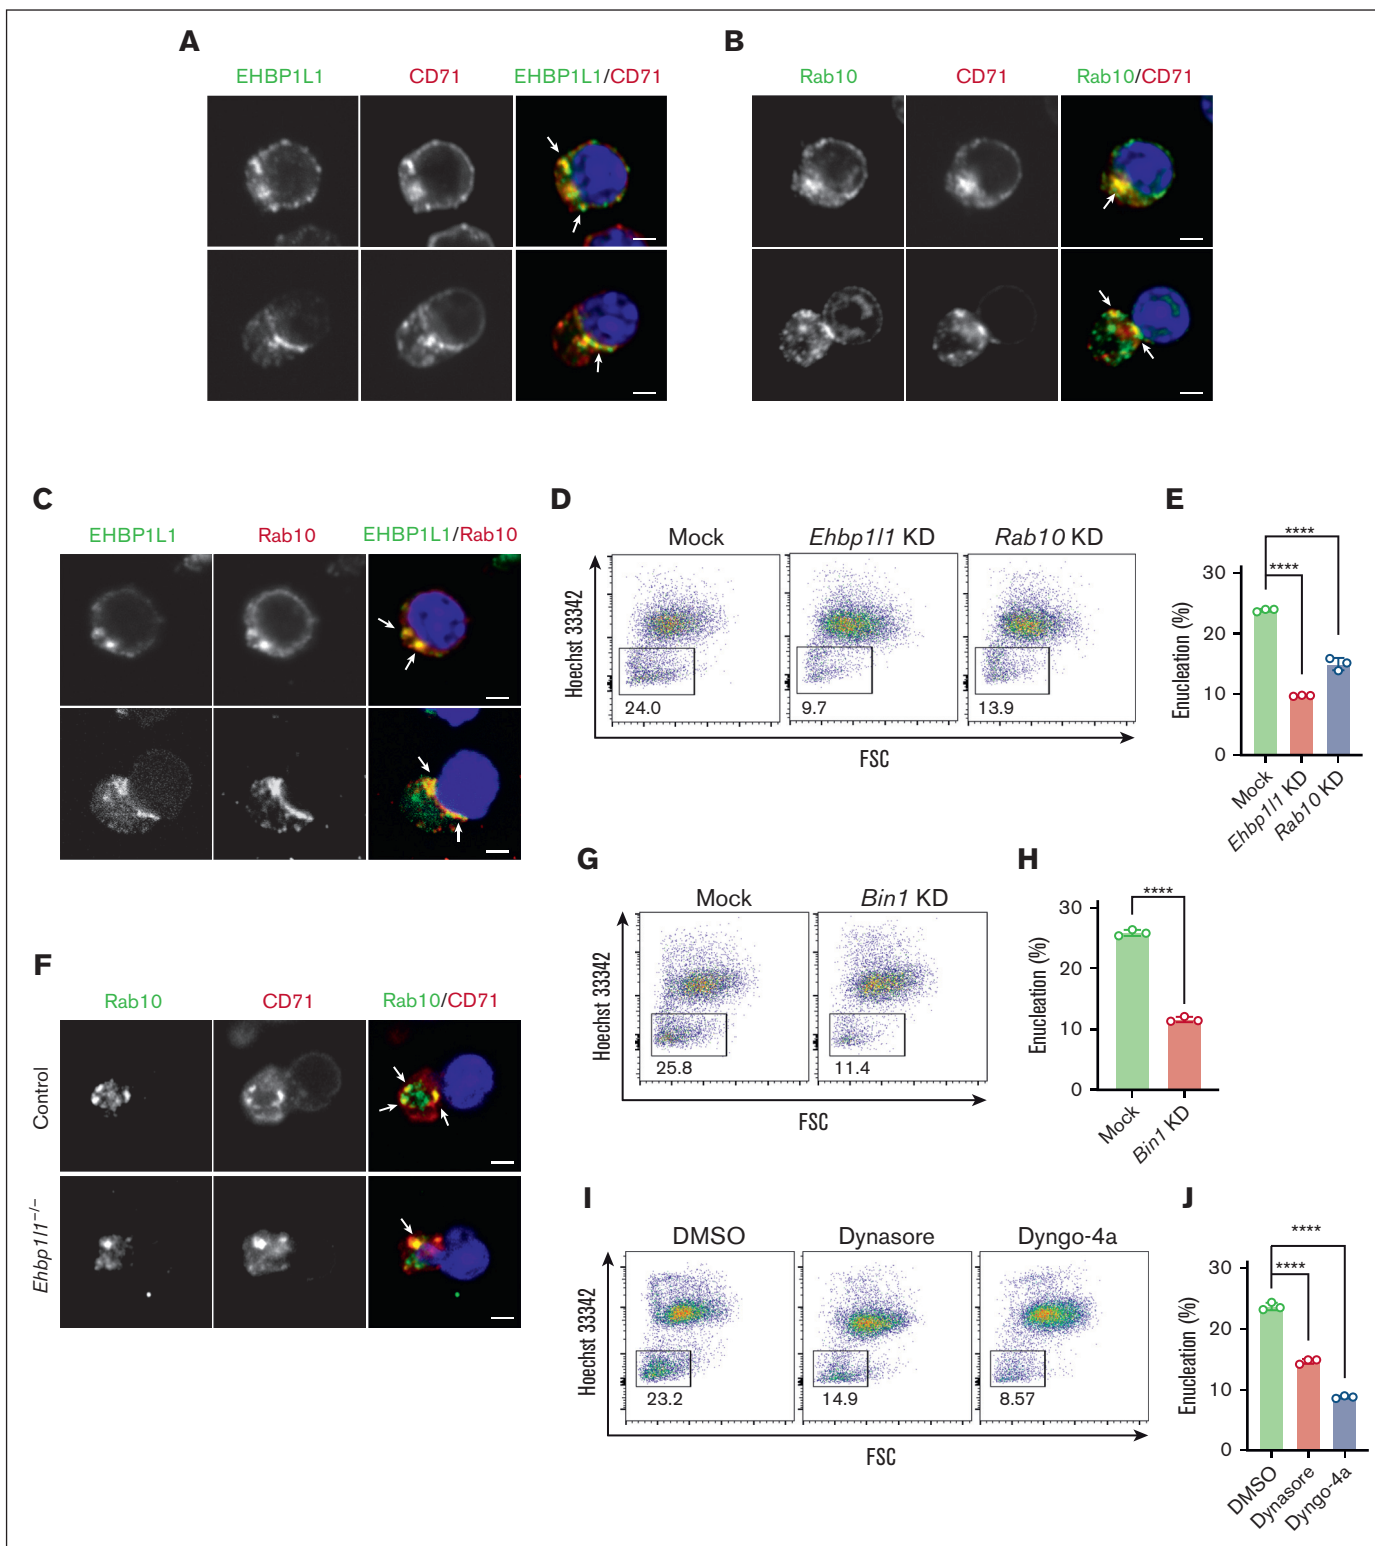 A
EHBP1L1 CD71 EHBP1L1/CD71
B
Rab10 CD71 Rab10/CD71
C
EHBP1L1 Rab10 EHBP1L1/Rab10
D
Mock Ehbp1l1 KD Rab10 KD
Hoechst 33342
24.0 9.7 13.9
FSC
E
****
****
Enucleation (%)
30
20
10
0
Mock
Ehbp1l1 KD
Rab10 KD
F
Rab10 CD71 Rab10/CD71
Control
Ehbp1l1−/−
G
Mock Bin1 KD
Hoechst 33342
25.8 11.4
FSC
H
****
Enucleation (%)
30
20
10
0
Mock
Bin1 KD
I
DMSO Dynasore Dyngo-4a
Hoechst 33342
23.2 14.9 8.57
FSC
J
****
****
Enucleation (%)
30
20
10
0
DMSO
Dynasore
Dyngo-4a